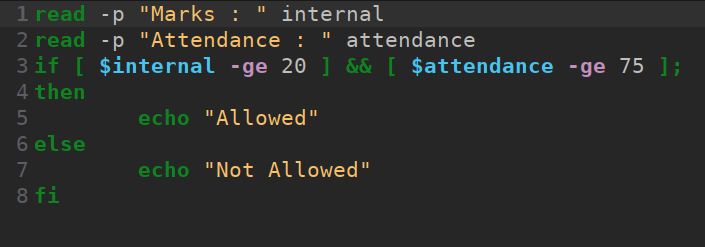 1 read -p "Marks : " internal
2 read -p "Attendance : " attendance
3 if [ $internal -ge 20 ] && [ $attendance -ge 75 ];
4 then
5         echo "Allowed"
6 else
7         echo "Not Allowed"
8 fi